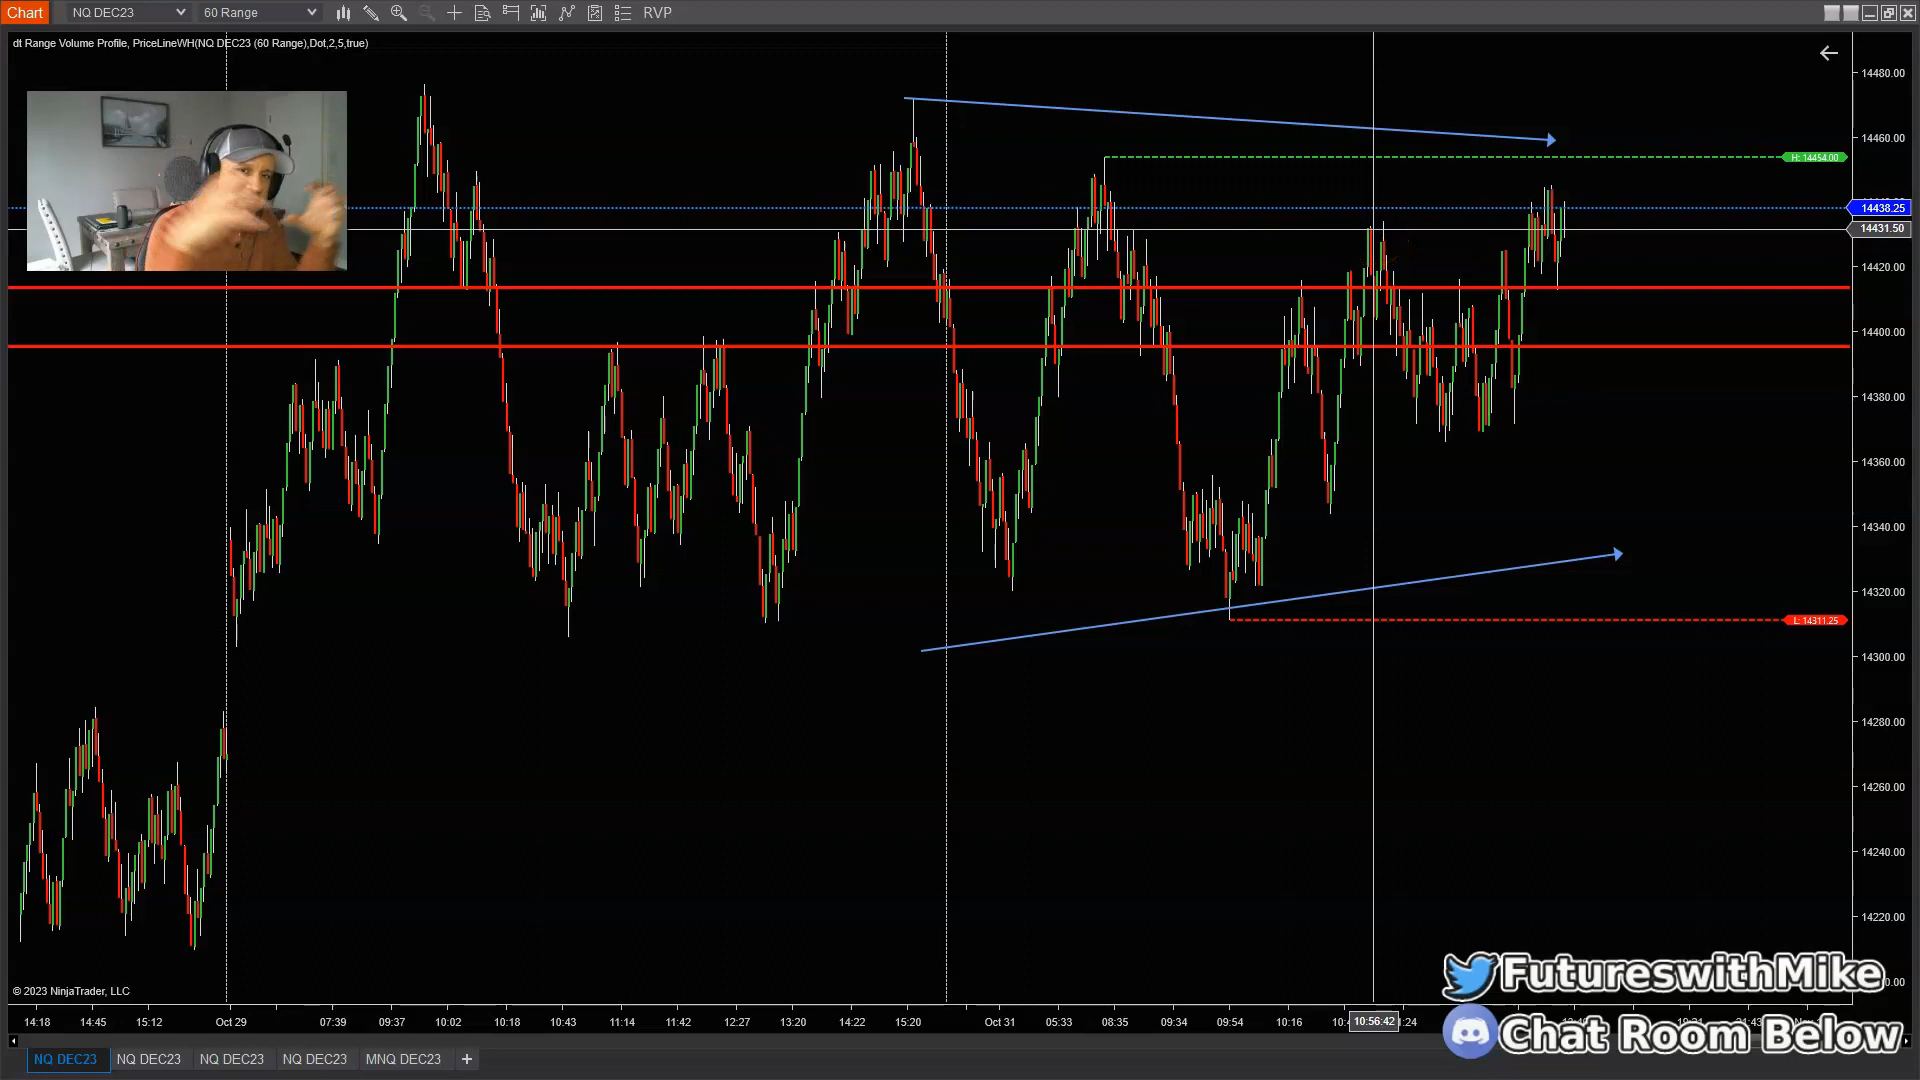 Chart NQ DEC23 60 Range RVP
dt Range Volume Profile, PriceLineWH(NQ DEC23 (60 Range),Dot,2,5,true)
14480.00
14460.00
H: 14454.00
14438.25
14431.50
14420.00
14400.00
14380.00
14360.00
14340.00
14320.00
L: 14311.25
14300.00
14280.00
14260.00
14240.00
14220.00
FutureswithMike
© 2023 NinjaTrader, LLC
14:18 14:45 15:12 Oct 29 07:39 09:37 10:02 10:18 10:43 11:14 11:42 12:27 13:20 14:22 15:20 Oct 31 05:33 08:35 09:34 09:54 10:16 10:56:42
Chat Room Below
NQ DEC23 NQ DEC23 NQ DEC23 NQ DEC23 MNQ DEC23 +